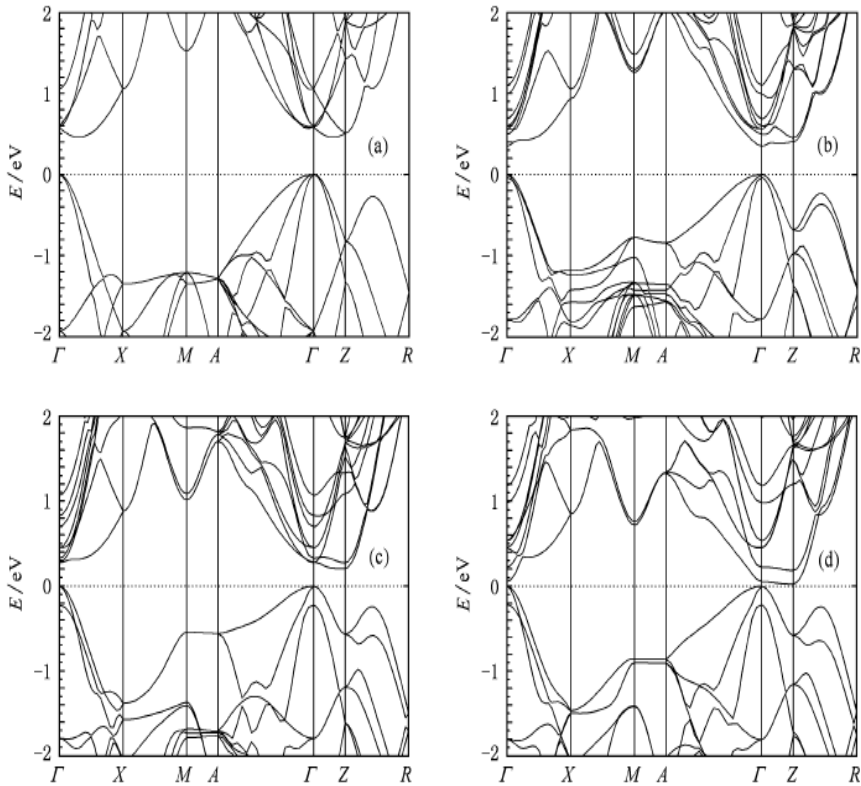 2
1
0
-1
-2
E / eV
(a)
Γ X M A Γ Z R
2
1
0
-1
-2
E / eV
(b)
Γ X M A Γ Z R
2
1
0
-1
-2
E / eV
(c)
Γ X M A Γ Z R
2
1
0
-1
-2
E / eV
(d)
Γ X M A Γ Z R